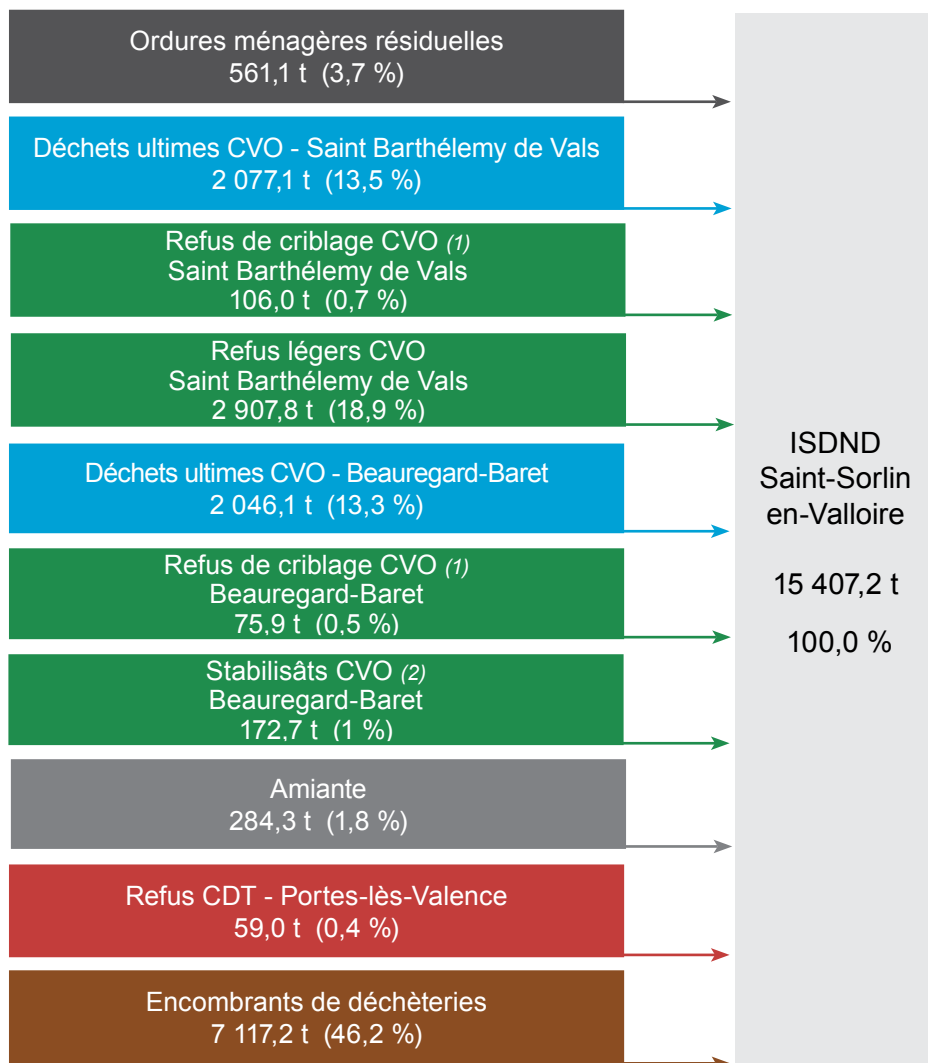 Ordures ménagères résiduelles
561,1 t (3,7 %)
Déchets ultimes CVO - Saint Barthélemy de Vals
2 077,1 t (13,5 %)
Refus de criblage CVO (1)
Saint Barthélemy de Vals
106,0 t (0,7 %)
Refus légers CVO
Saint Barthélemy de Vals
2 907,8 t (18,9 %)
Déchets ultimes CVO - Beauregard-Baret
2 046,1 t (13,3 %)
Refus de criblage CVO (1)
Beauregard-Baret
75,9 t (0,5 %)
Stabilisâts CVO (2)
Beauregard-Baret
172,7 t (1 %)
Amiante
284,3 t (1,8 %)
Refus CDT - Portes-lès-Valence
59,0 t (0,4 %)
Encombrants de déchèteries
7 117,2 t (46,2 %)
ISDND
Saint-Sorlin
en-Valloire
15 407,2 t
100,0 %